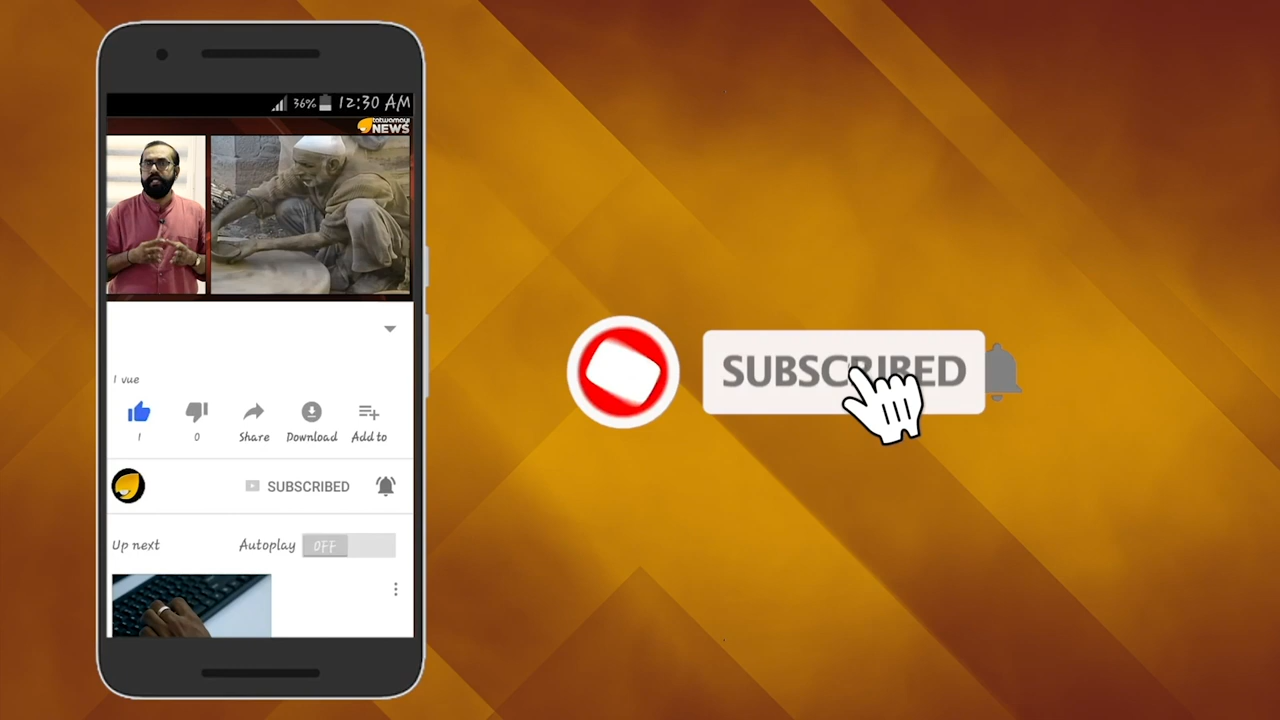 36% 12:30 AM
tatwamayi
NEWS
1 vue
1
0
Share
Download
Add to
SUBSCRIBED
Up next
Autoplay
OFF
SUBSCRIBED